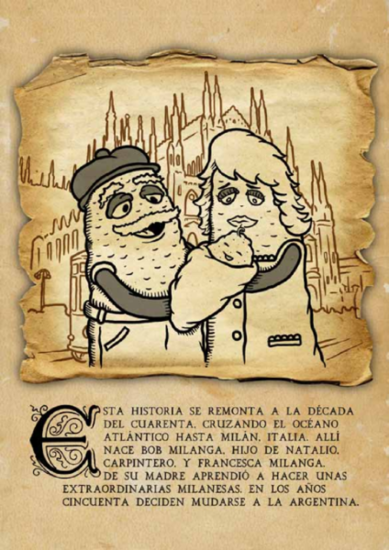 ESTA HISTORIA SE REMONTA A LA DÉCADA
DEL CUARENTA, CRUZANDO EL OCÉANO
ATLÁNTICO HASTA MILÁN, ITALIA. ALLÍ
NACE BOB MILANGA, HIJO DE NATALIO,
CARPINTERO, Y FRANCESCA MILANGA.
DE SU MADRE APRENDIÓ A HACER UNAS
EXTRAORDINARIAS MILANESAS. EN LOS AÑOS
CINCUENTA DECIDEN MUDARSE A LA ARGENTINA.